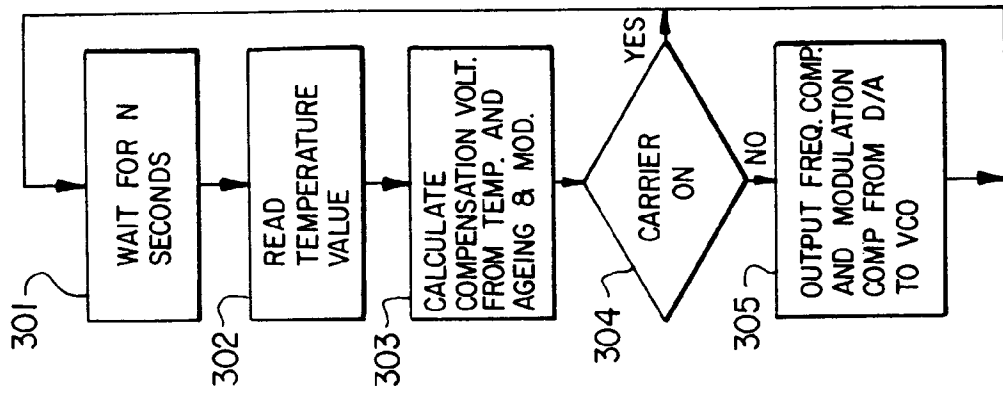 301
WAIT FOR N
SECONDS
302
READ
TEMPERATURE
VALUE
303
CALCULATE
COMPENSATION VOLT.
FROM TEMP. AND
AGEING & MOD.
304
CARRIER
ON
YES
NO
305
OUTPUT FREQ. COMP.
AND MODULATION
COMP FROM D/A
TO VCO